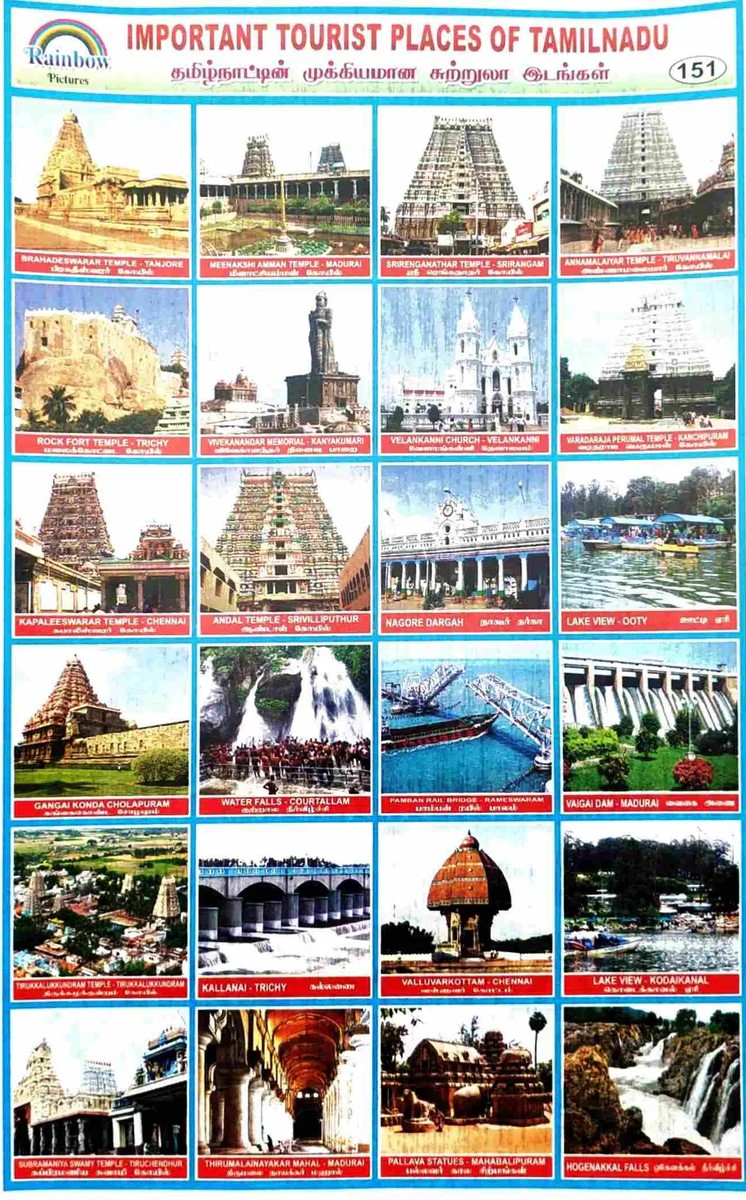 Rainbow
Pictures
IMPORTANT TOURIST PLACES OF TAMILNADU
தமிழ்நாட்டின் முக்கியமான சுற்றுலா இடங்கள்
151
BRAHADESWARAR TEMPLE - TANJORE
பிரகதீஸ்வரர் கோயில்
MEENAKSHI AMMAN TEMPLE - MADURAI
மீனாட்சியம்மன் கோயில்
SRIRENGANATHAR TEMPLE - SRIRANGAM
ஸ்ரீ ரெங்கநாதர் கோயில்
ANNAMALAIYAR TEMPLE - TIRUVANNAMALAI
அண்ணாமலையார் கோயில்
ROCK FORT TEMPLE - TRICHY
மலைக்கோட்டை கோயில்
VIVEKANANDAR MEMORIAL - KANYAKUMARI
விவேகானந்தர் நினைவு பாறை
VELANKANNI CHURCH - VELANKANNI
வேளாங்கன்னி தேவாலயம்
VARADARAJA PERUMAL TEMPLE - KANCHIPURAM
வரதராஜ பெருமாள் கோயில்
KAPALEESWARAR TEMPLE - CHENNAI
கபாலீஸ்வரர் கோயில்
ANDAL TEMPLE - SRIVILLIPUTHUR
ஆண்டாள் கோயில்
NAGORE DARGAH நாகூர் தர்கா
LAKE VIEW - OOTY ஊட்டி ஏரி
GANGAI KONDA CHOLAPURAM
கங்கைகொண்ட சோழபுரம்
WATER FALLS - COURTALLAM
குற்றால நீர்வீழ்ச்சி
PAMBAN RAIL BRIDGE - RAMESWARAM
பாம்பன் ரயில் பாலம்
VAIGAI DAM - MADURAI வைகை அணை
TIRUKKALUKKUNDRAM TEMPLE - TIRUKKALUKKUNDRAM
திருக்கழுக்குன்றம் கோயில்
KALLANAI - TRICHY கல்லணை
VALLUVARKOTTAM - CHENNAI
வள்ளுவர் கோட்டம்
LAKE VIEW - KODAIKANAL
கொடைக்கானல் ஏரி
SUBRAMANIYA SWAMY TEMPLE - TIRUCHENDHUR
சுப்பிரமணிய சுவாமி கோயில்
THIRUMALAINAYAKAR MAHAL - MADURAI
திருமலை நாயக்கர் மஹால்
PALLAVA STATUES - MAHABALIPURAM
பல்லவர் கால சிற்பங்கள்
HOGENAKKAL FALLS ஒகேனக்கல் நீர்வீழ்ச்சி